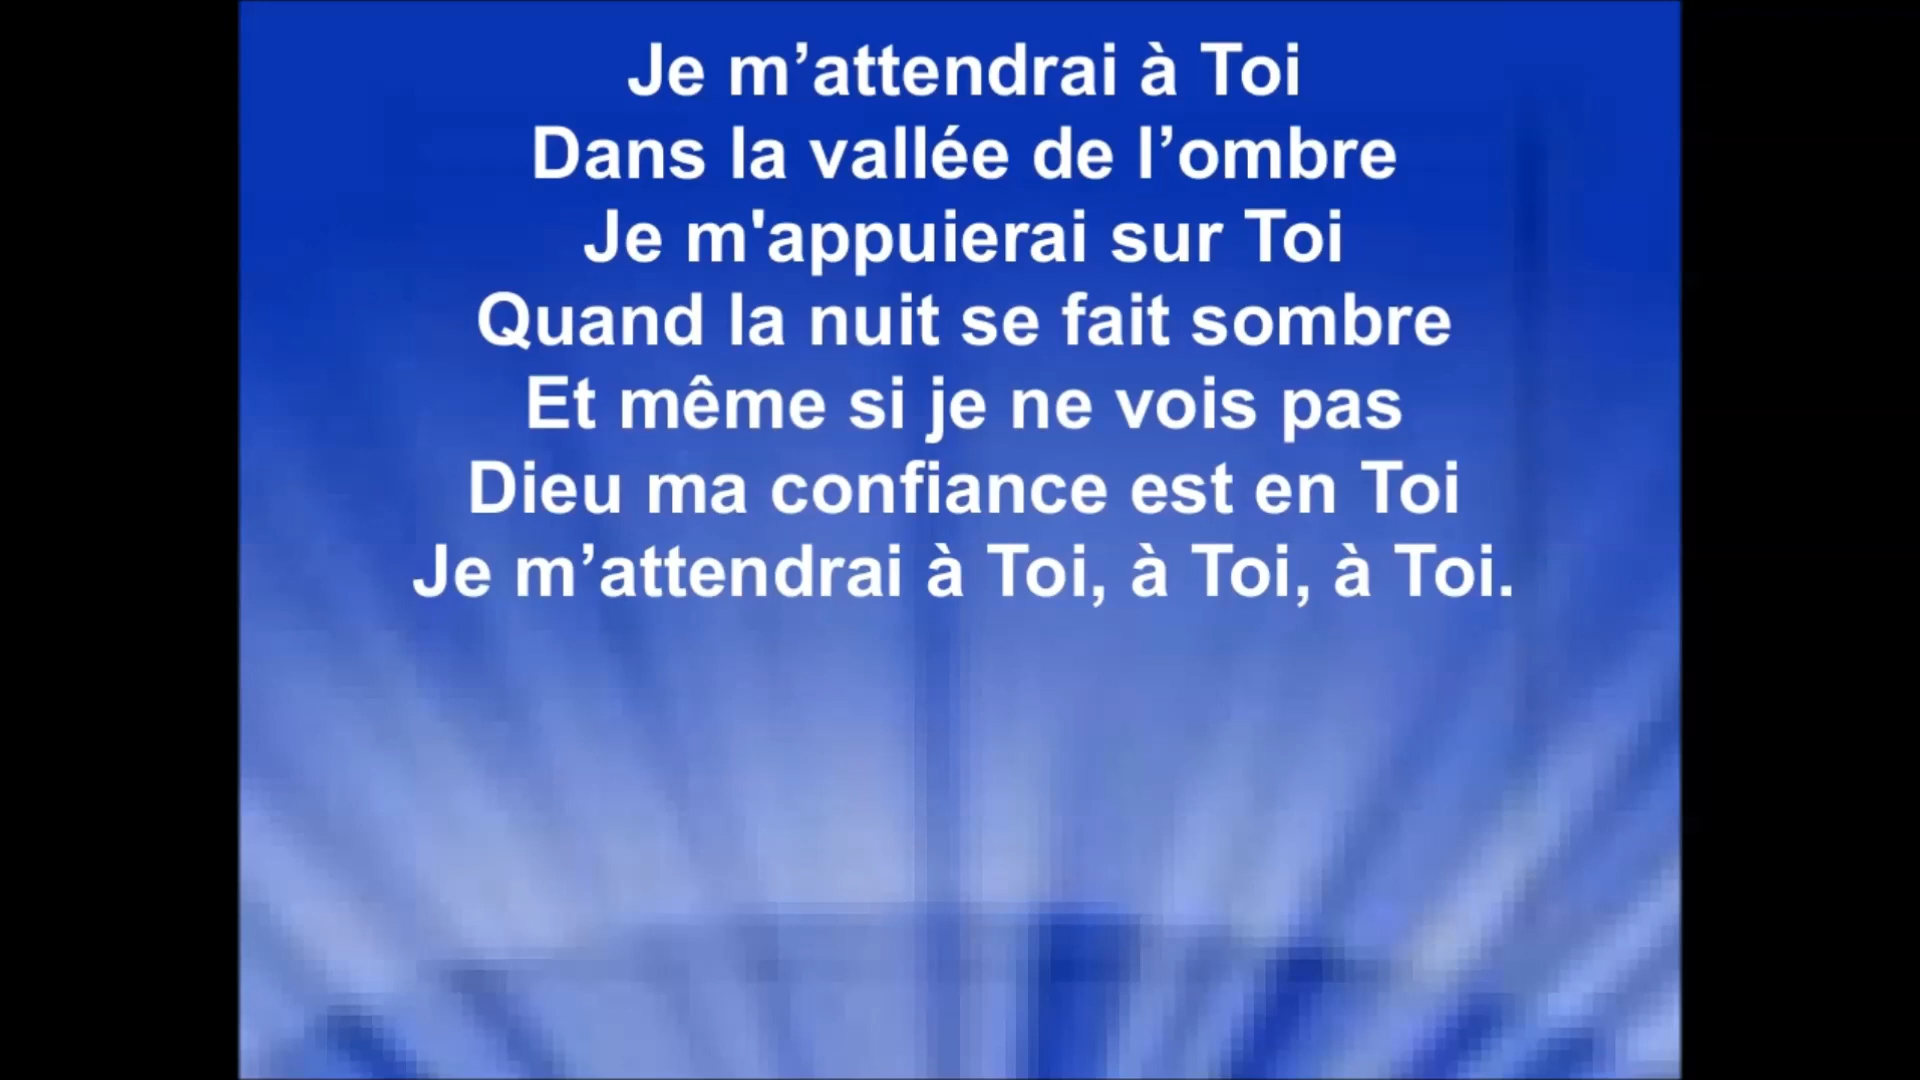 Je m’attendrai à Toi
Dans la vallée de l’ombre
Je m'appuierai sur Toi
Quand la nuit se fait sombre
Et même si je ne vois pas
Dieu ma confiance est en Toi
Je m’attendrai à Toi, à Toi, à Toi.